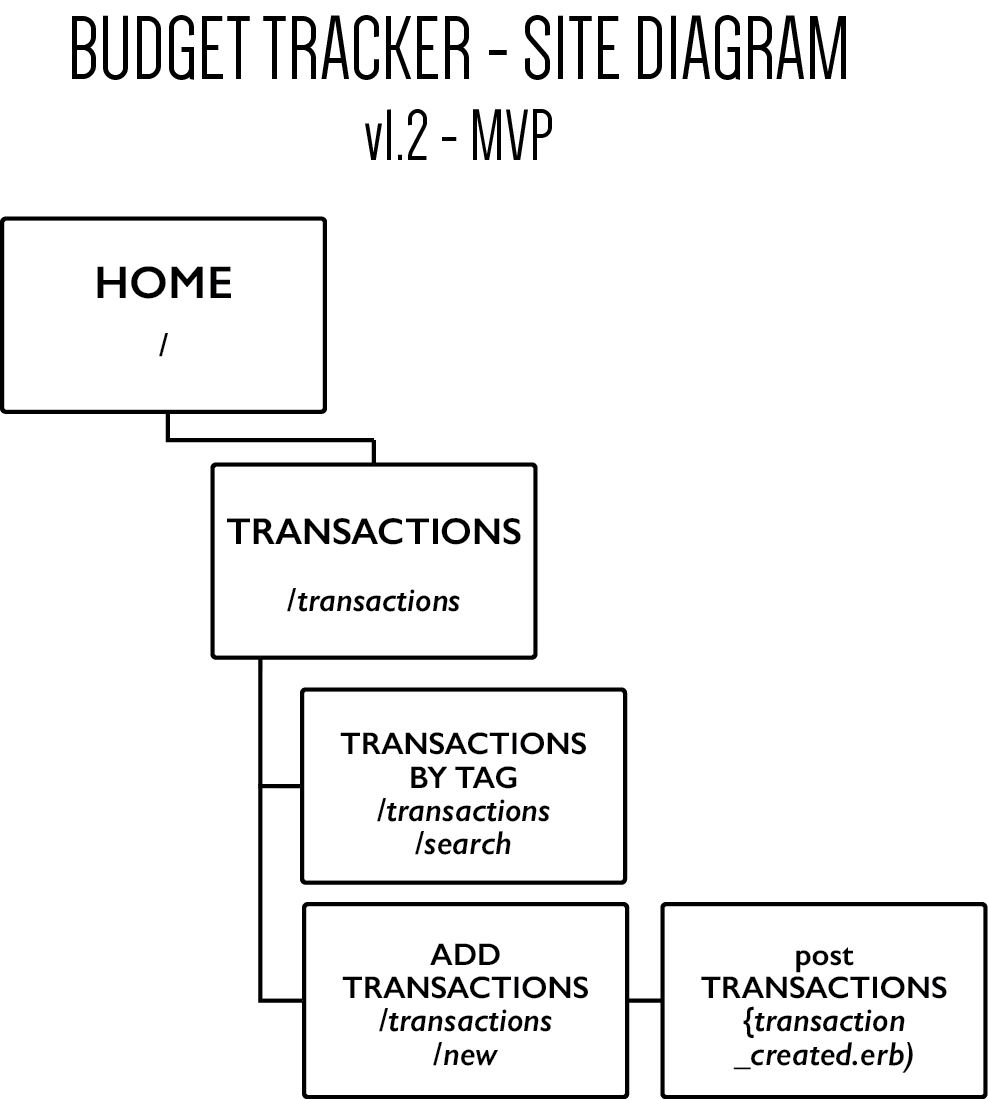 BUDGET TRACKER - SITE DIAGRAM
v1.2 - MVP
HOME
/
TRANSACTIONS
/transactions
TRANSACTIONS
BY TAG
/transactions
/search
ADD
TRANSACTIONS
/transactions
/new
post
TRANSACTIONS
{transaction
_created.erb)